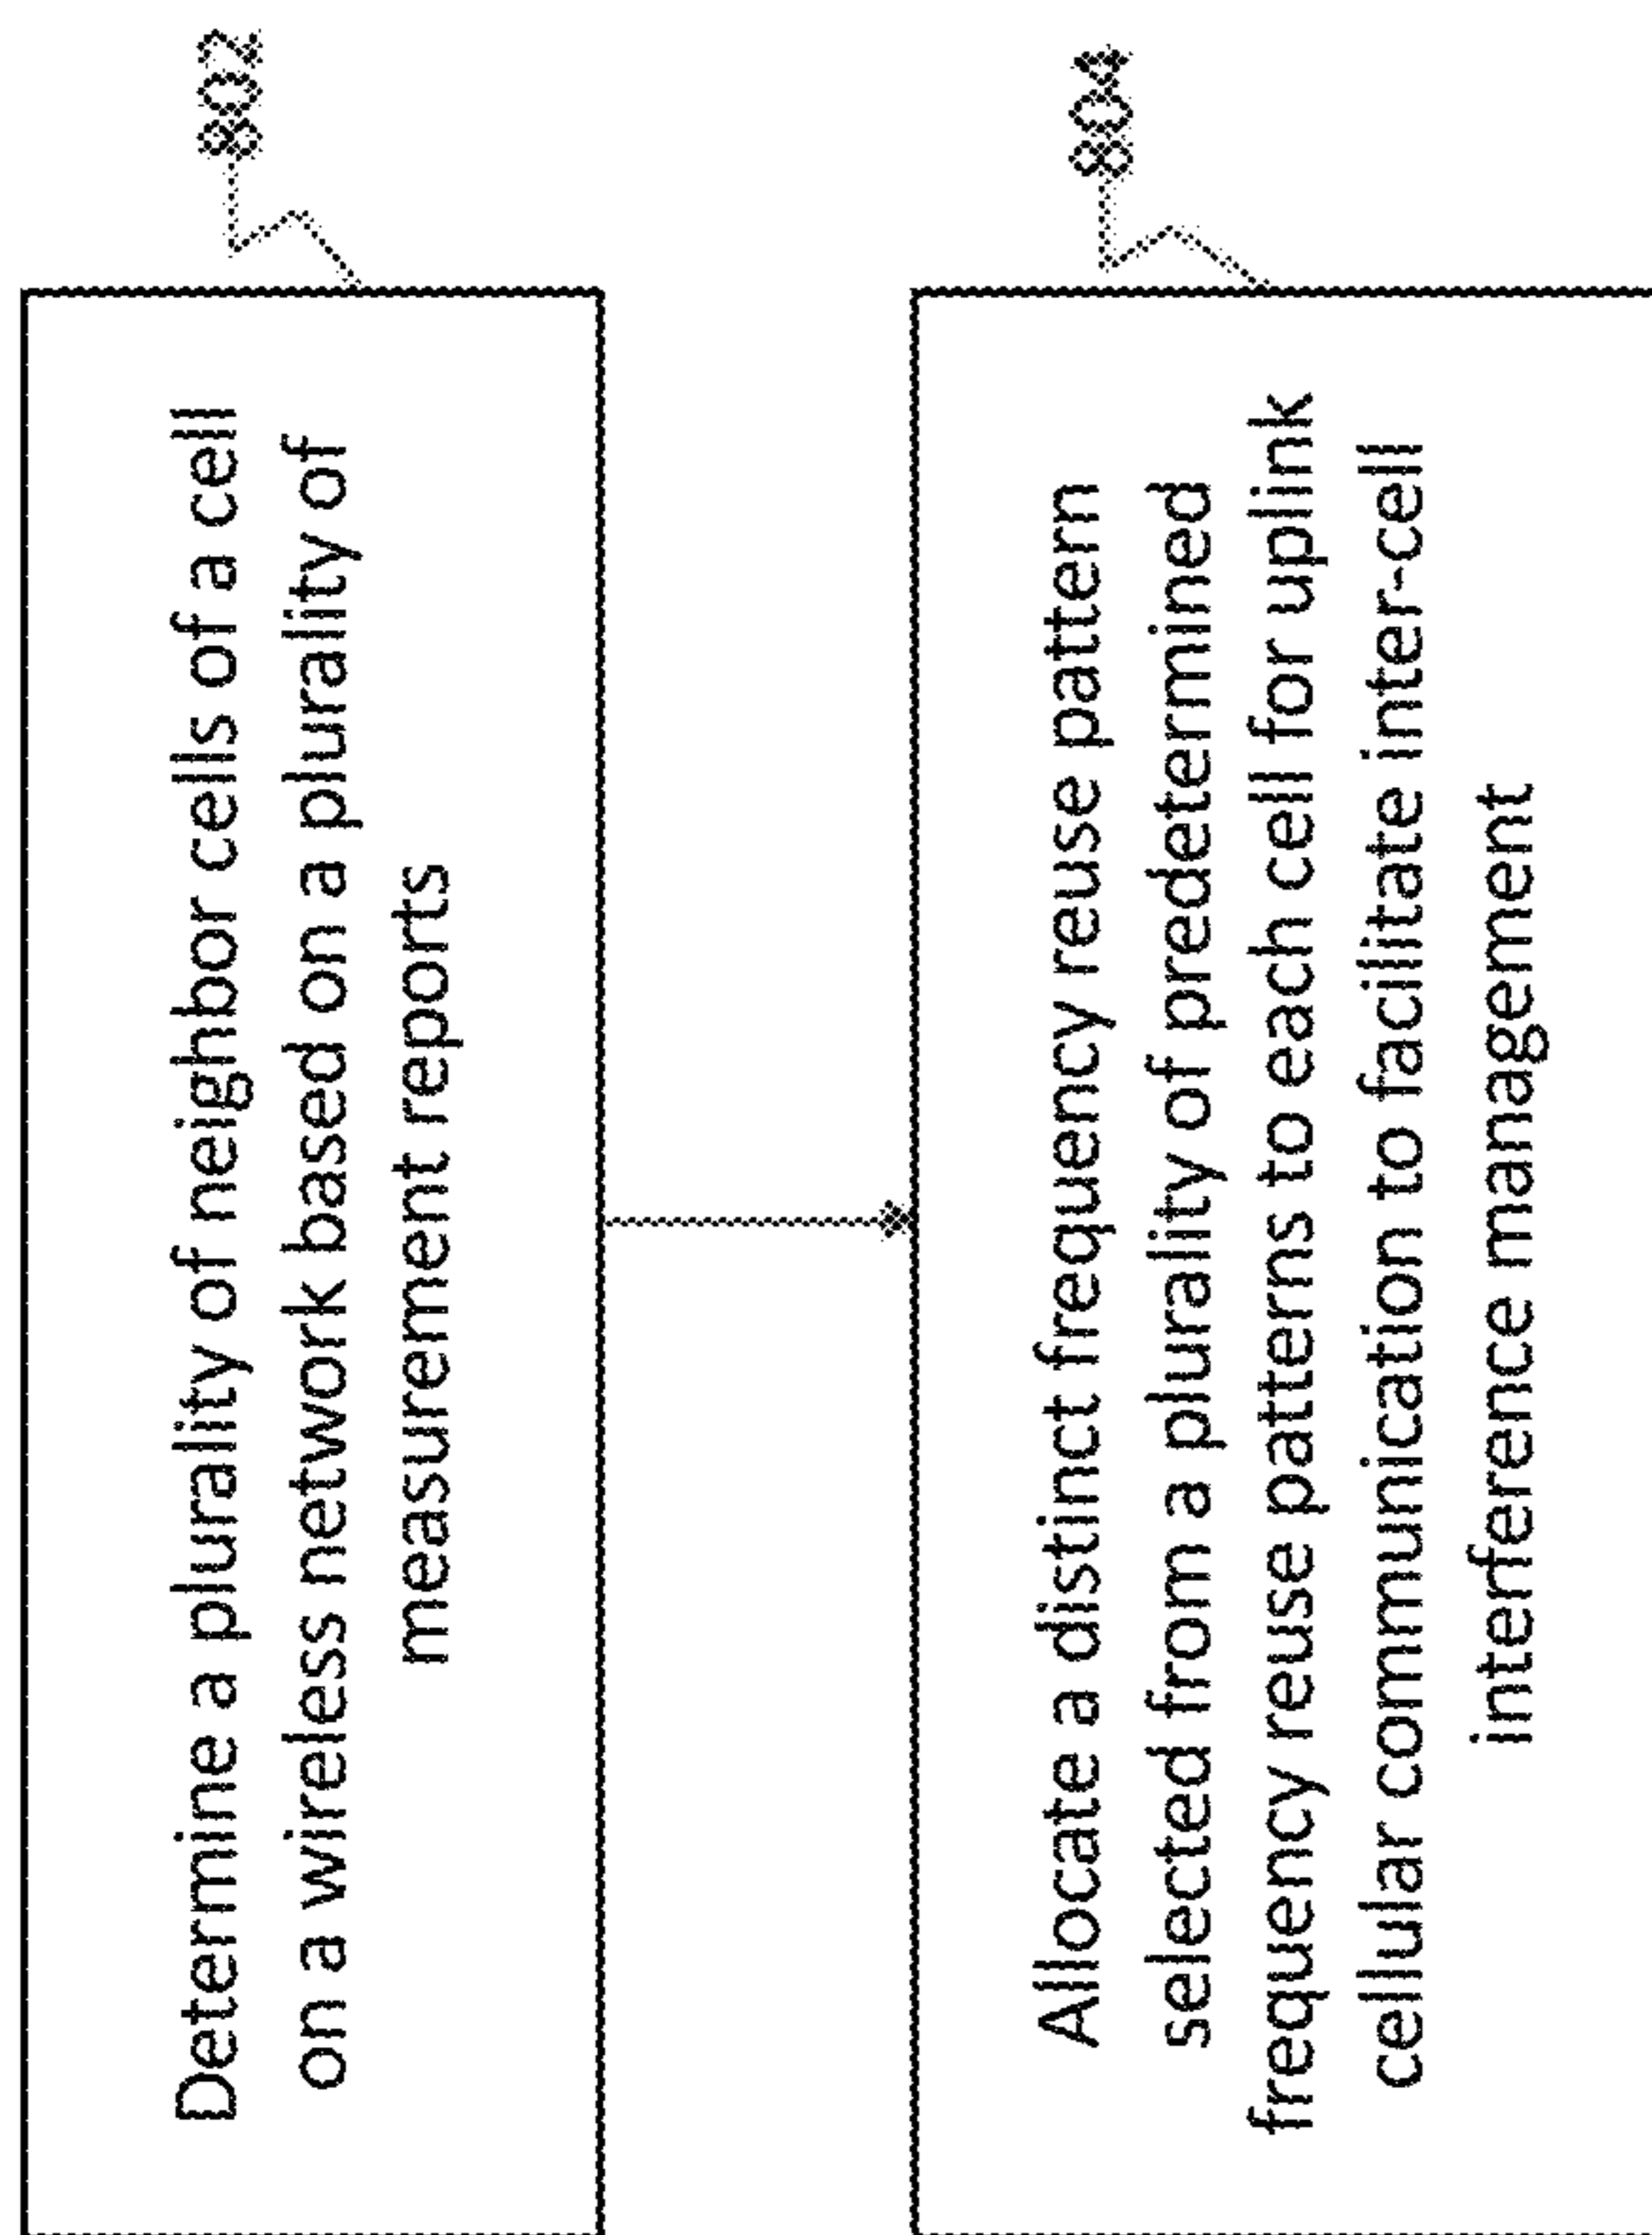 802
Determine a plurality of neighbor cells of a cell
on a wireless network based on a plurality of
measurement reports
804
Allocate a distinct frequency reuse pattern
selected from a plurality of predetermined
frequency reuse patterns to each cell for uplink
cellular communication to facilitate inter-cell
interference management